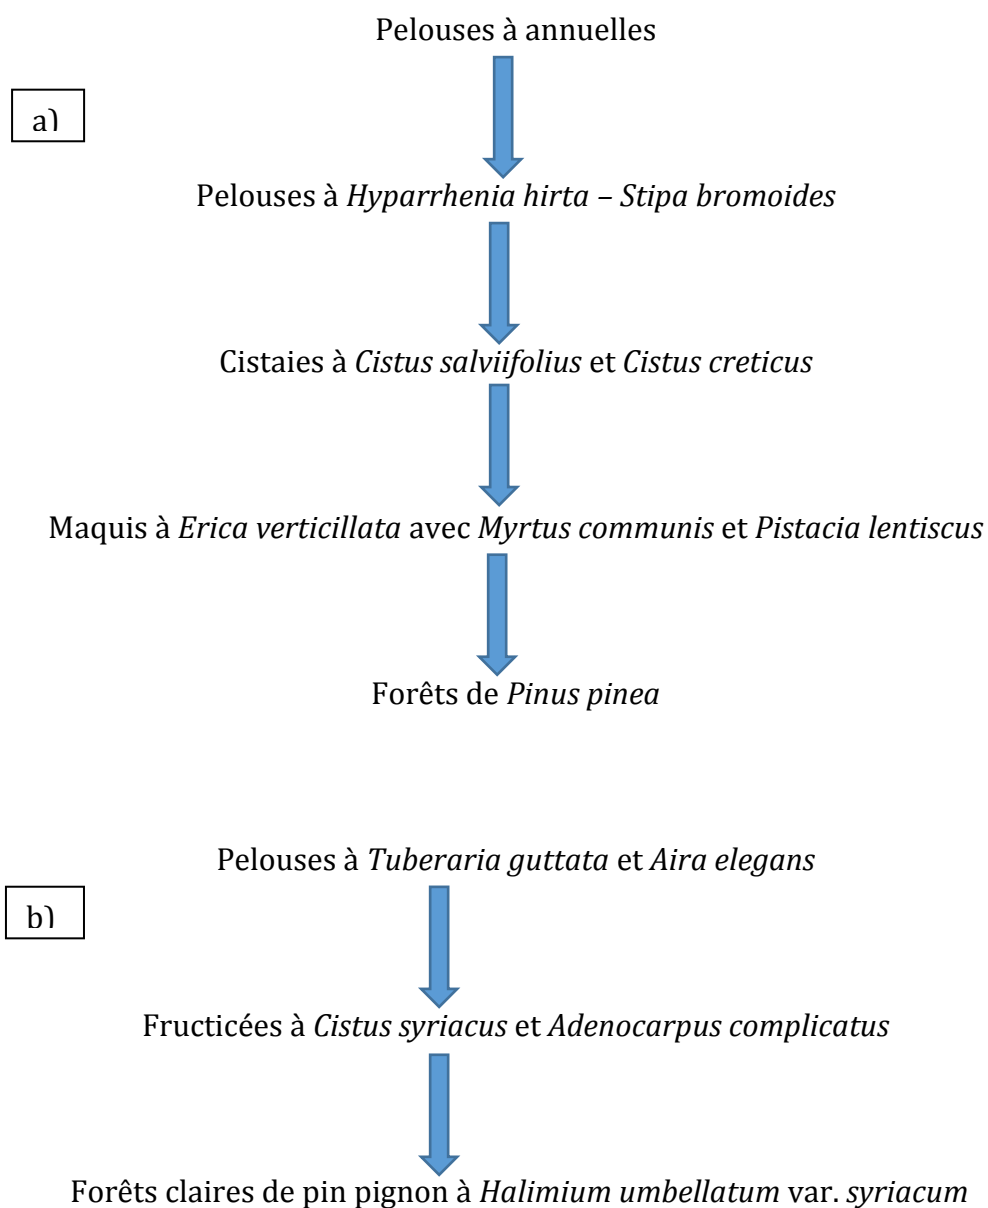 Pelouses à annuelles
a)
Pelouses à Hyparrhenia hirta – Stipa bromoides
Cistaies à Cistus salviifolius et Cistus creticus
Maquis à Erica verticillata avec Myrtus communis et Pistacia lentiscus
Forêts de Pinus pinea
Pelouses à Tuberaria guttata et Aira elegans
b)
Fructicées à Cistus syriacus et Adenocarpus complicatus
Forêts claires de pin pignon à Halimium umbellatum var. syriacum